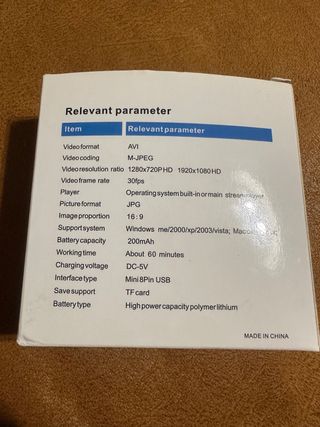 Relevant parameter
Item Relevant parameter
Video format AVI
Video coding M-JPEG
Video resolution ratio 1280x720PHD 1920x1080HD
Video frame rate 30fps
Player Operating system built-in or main stream player
Picture format JPG
Image proportion 16:9
Support system Windows me/2000/xp/2003/vista;
Battery capacity 200mAh
Working time About 60 minutes
Charging voltage DC-5V
Interface type Mini 8Pin USB
Save support TF card
Battery type High power capacity polymer lithium
MADE IN CHINA